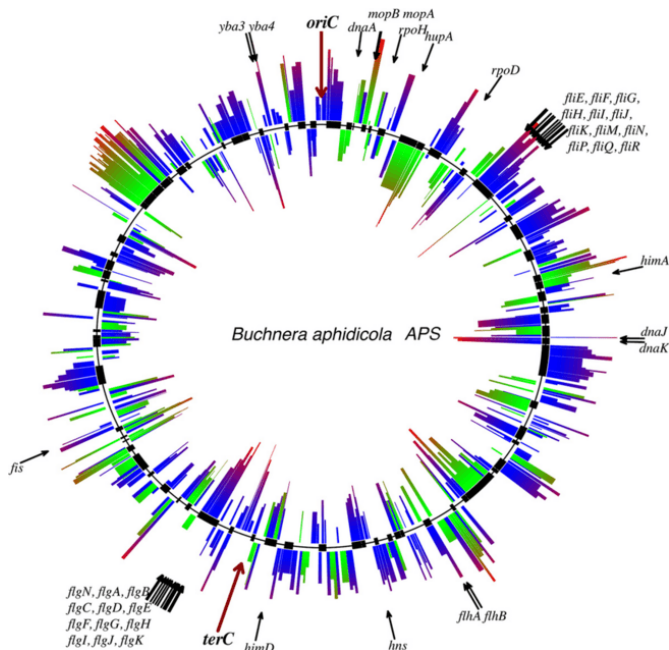 oriC
mopB mopA
yba3 yba4
dnaA
rpoH
hupA
rpoD
fliE, fliF, fliG,
fliH, fliI, fliJ,
fliK, fliM, fliN,
fliP, fliQ, fliR
himA
dnaJ
dnaK
Buchnera aphidicola APS
fis
flgN, flgA, flgB
flgC, flgD, flgE
flgF, flgG, flgH
flgI, flgJ, flgK
terC
himD
hns
flhA flhB